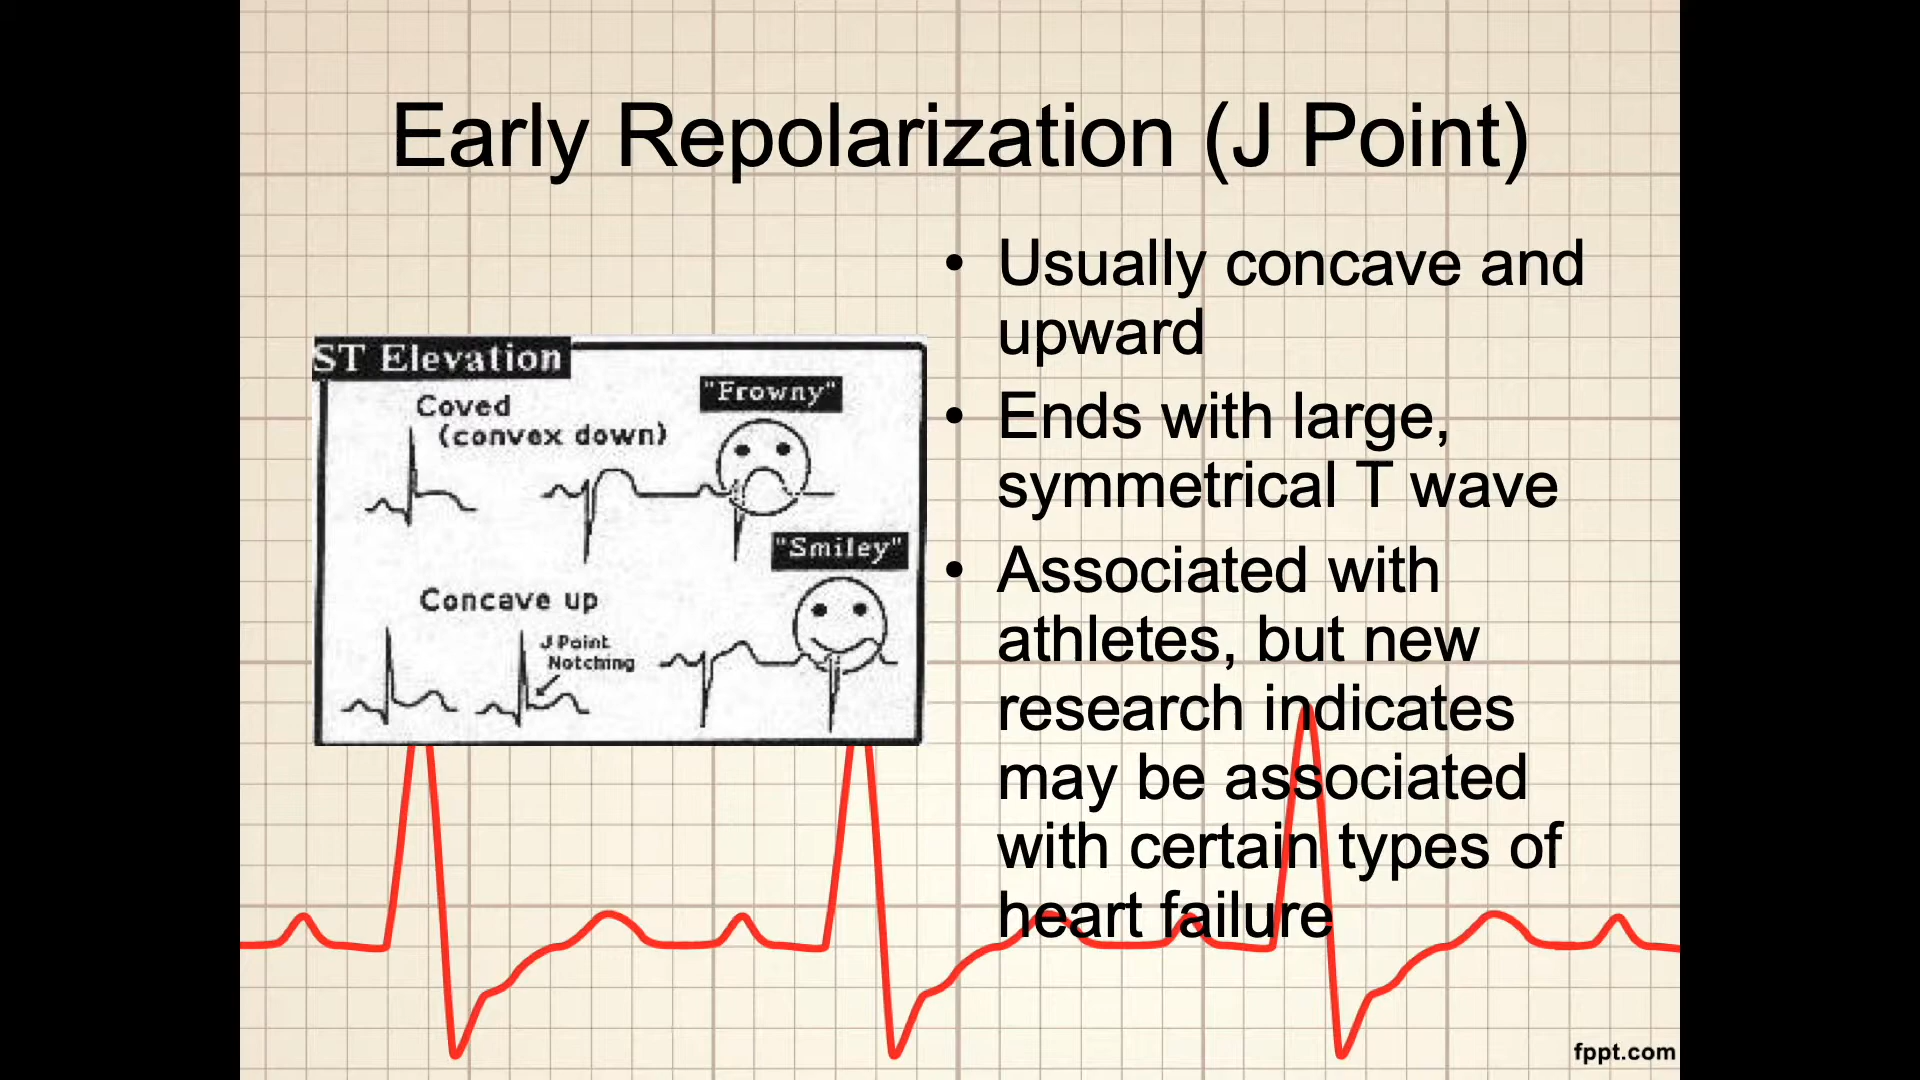 Early Repolarization (J Point)
ST Elevation
Coved
(convex down)
"Frowny"
"Smiley"
Concave up
J Point
Notching
• Usually concave and
upward
• Ends with large,
symmetrical T wave
• Associated with
athletes, but new
research indicates
may be associated
with certain types of
heart failure
fppt.com